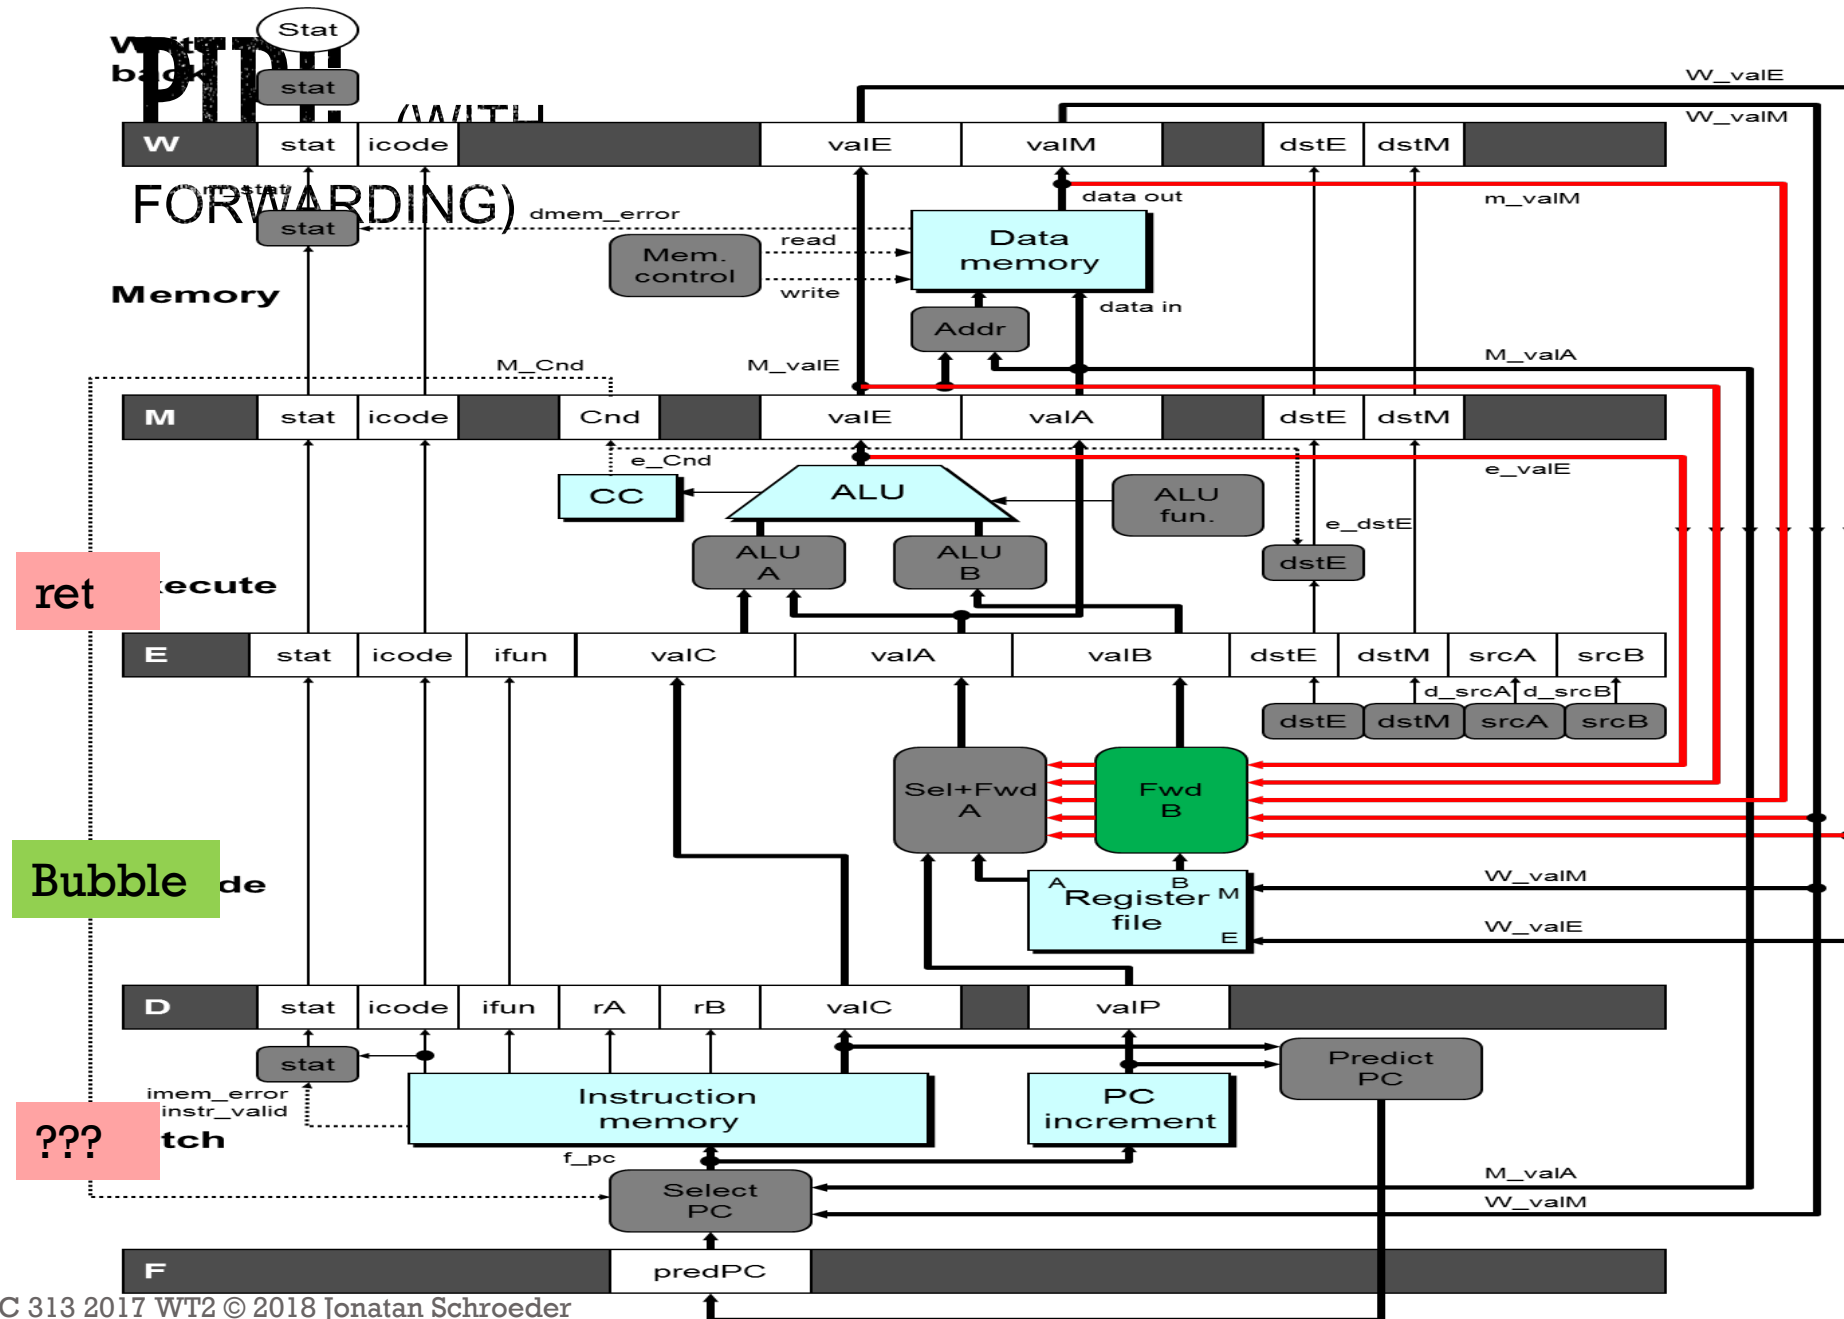 Stat
Write
back
PIPE
stat
(WITH
FORWARDING)
W_valE
W_valM
W stat icode valE valM dstE dstM
m_stat
data out
m_valM
stat
dmem_error
read
Mem.
control
write
Data
memory
Memory
data in
Addr
M_Cnd
M_valE
M_valA
M stat icode Cnd valE valA dstE dstM
e_Cnd
e_valE
CC
ALU
ALU
fun.
e_dstE
ALU
A
ALU
B
dstE
ret
ecute
E stat icode ifun valC valA valB dstE dstM srcA srcB
d_srcA d_srcB
dstE dstM srcA srcB
Sel+Fwd
A
Fwd
B
Bubble
de
A B
Register M
file
E
W_valM
W_valE
D stat icode ifun rA rB valC valP
stat
Predict
PC
imem_error
instr_valid
Instruction
memory
PC
increment
???
tch
f_pc
Select
PC
M_valA
W_valM
F predPC
C 313 2017 WT2 © 2018 Jonatan Schroeder